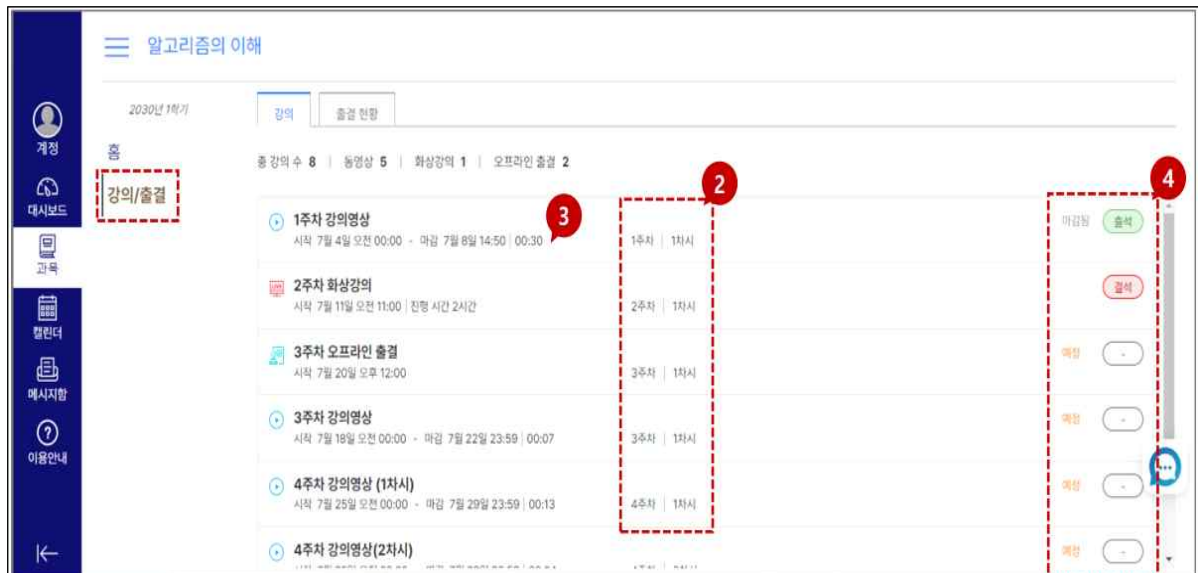 알고리즘의 이해
계정
대시보드
과목
캘린더
메시지함
이용안내
2030년 1학기
홈
강의/출결
강의 출결 현황
총 강의 수 8 | 동영상 5 | 화상강의 1 | 오프라인 출결 2
2
4
1주차 강의영상 3
시작 7월 4일 오전 00:00 - 마감 7월 8일 14:50 | 00:30 1주차 | 1차시 마감됨 출석
2주차 화상강의
시작 7월 11일 오전 11:00 | 진행 시간 2시간 2주차 | 1차시 결석
3주차 오프라인 출결
시작 7월 20일 오후 12:00 3주차 | 1차시 예정 -
3주차 강의영상
시작 7월 18일 오전 00:00 - 마감 7월 22일 23:59 | 00:07 3주차 | 1차시 예정 -
4주차 강의영상 (1차시)
시작 7월 25일 오전 00:00 - 마감 7월 29일 23:59 | 00:13 4주차 | 1차시 예정 -
4주차 강의영상(2차시) 예정 -